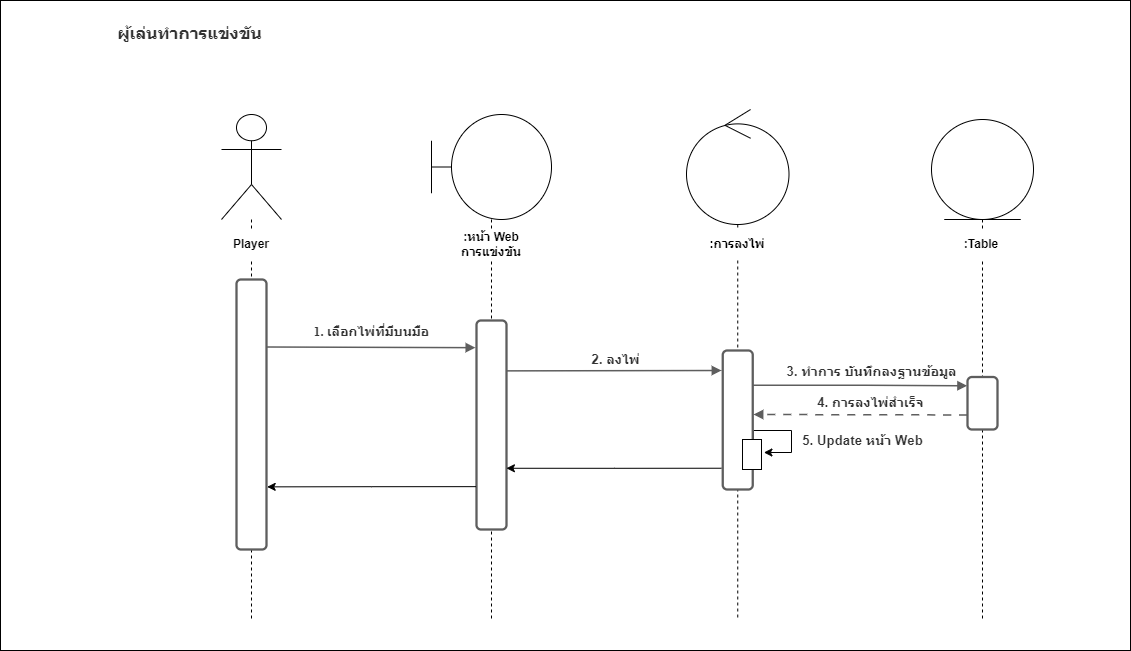 ผู้เล่นทำการแข่งขัน
Player
:หน้า Web
การแข่งขัน
:การลงไพ่
:Table
1. เลือกไพ่ที่มีบนมือ
2. ลงไพ่
3. ทำการ บันทึกลงฐานข้อมูล
4. การลงไพ่สำเร็จ
5. Update หน้า Web